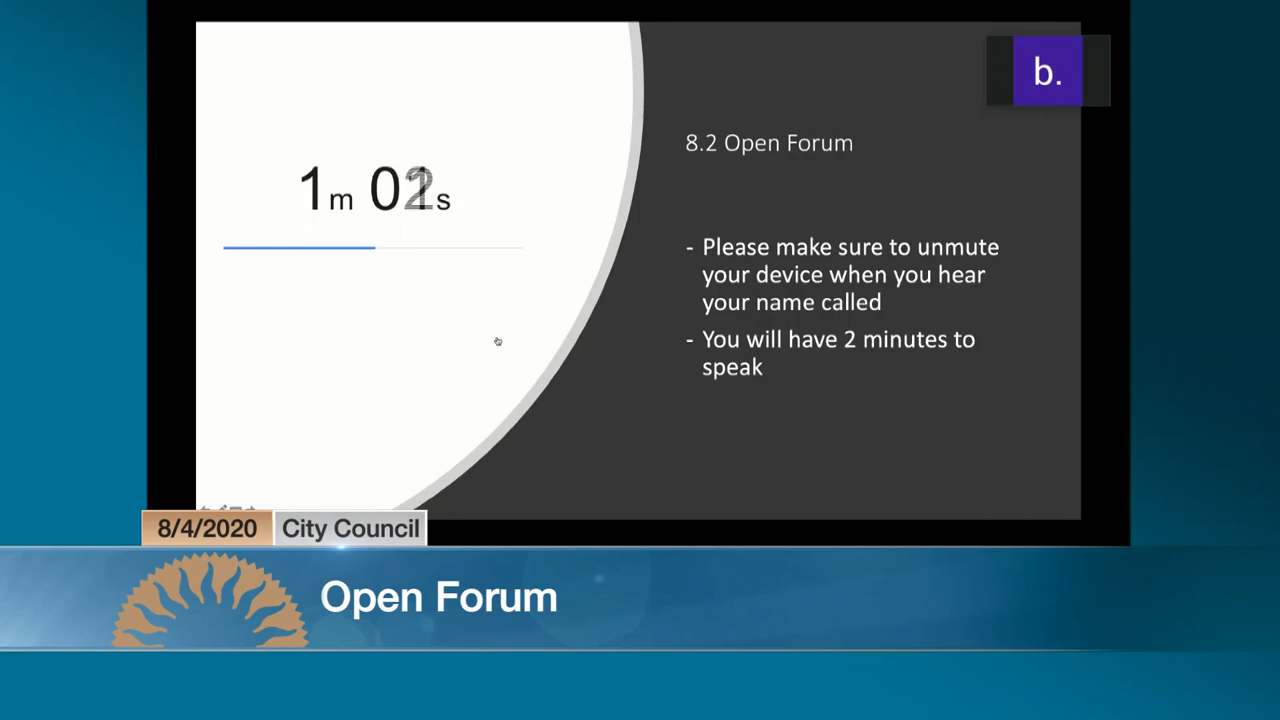 b.
8.2 Open Forum
1m 02s
- Please make sure to unmute
your device when you hear
your name called
- You will have 2 minutes to
speak
8/4/2020 City Council
Open Forum